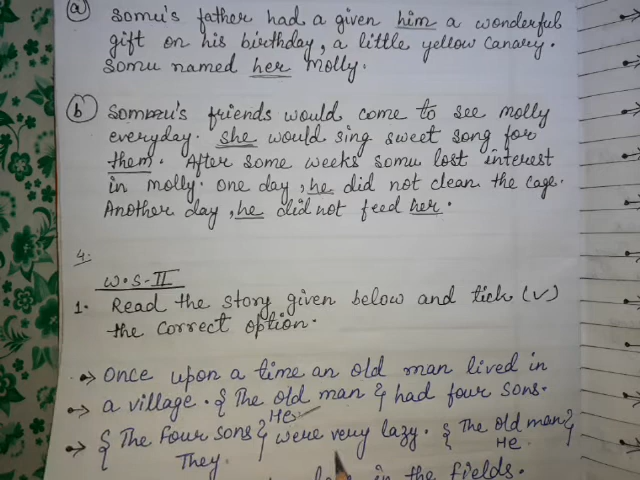 (a) Somu's father had a given him a wonderful
gift on his birthday, a little yellow canary.
Somu named her Molly.
(b) Somu's friends would come to see Molly
everyday. She would sing sweet song for
them. After some weeks Somu lost interest
in Molly. One day, he did not clean the cage.
Another day, he did not feed her.
4.
W.S-II
1. Read the story given below and tick (✓)
the correct option.
→ Once upon a time an old man lived in
→ a village. { The old man } had four sons.
He ✓
→ { The four sons } were very lazy. { The old man }
They He
in the fields.